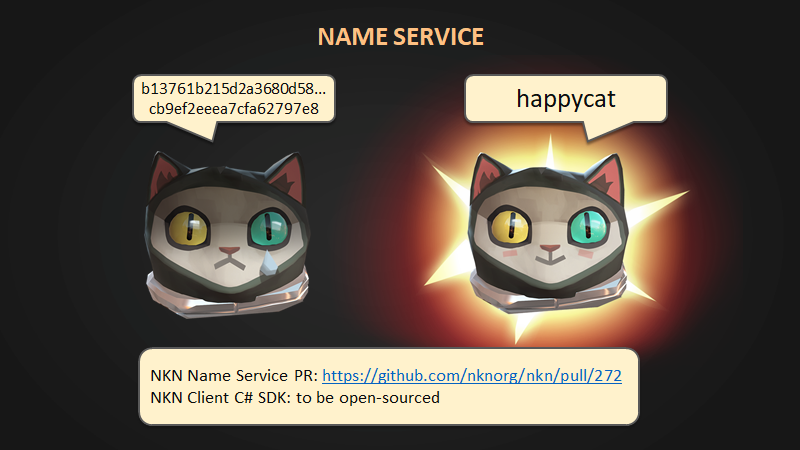 NAME SERVICE
b13761b215d2a3680d58...
cb9ef2eeea7cfa62797e8
happycat
NKN Name Service PR: https://github.com/nknorg/nkn/pull/272
NKN Client C# SDK: to be open-sourced